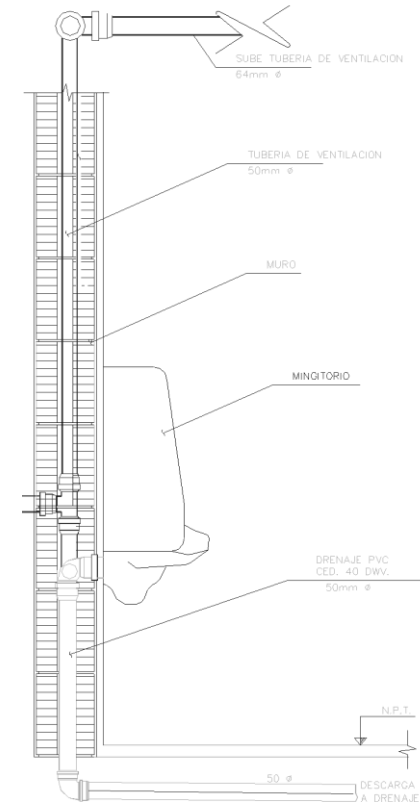 SUBE TUBERIA DE VENTILACION
64mm ø
TUBERIA DE VENTILACION
50mm ø
MURO
MINGITORIO
DRENAJE PVC
CED. 40 DWV.
50mm ø
N.P.T.
50 ø
DESCARGA
A DRENAJE